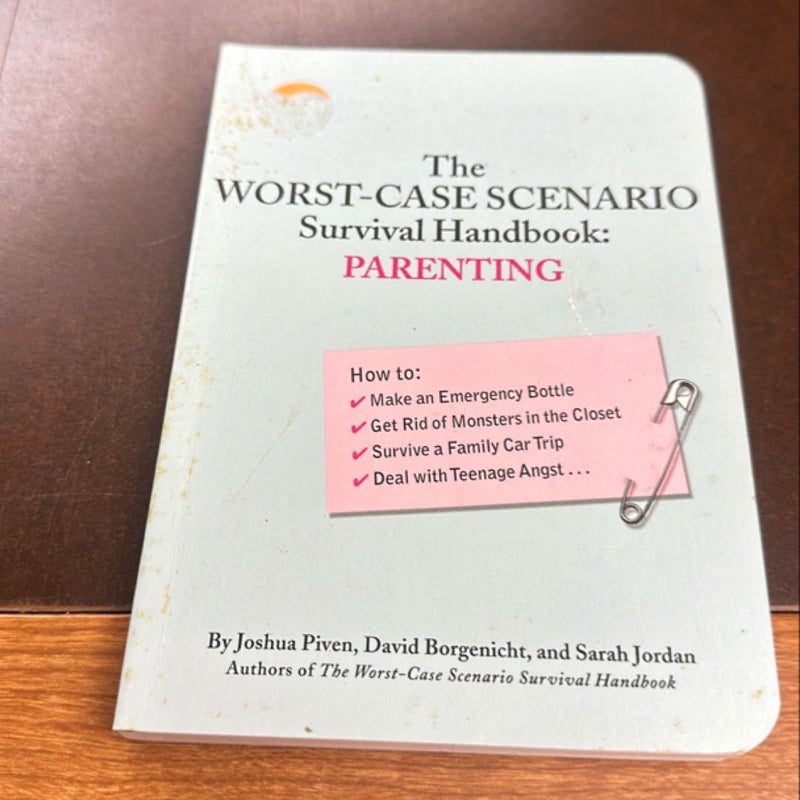 The
WORST-CASE SCENARIO
Survival Handbook:
PARENTING
How to:
✔ Make an Emergency Bottle
✔ Get Rid of Monsters in the Closet
✔ Survive a Family Car Trip
✔ Deal with Teenage Angst . . .
By Joshua Piven, David Borgenicht, and Sarah Jordan
Authors of The Worst-Case Scenario Survival Handbook